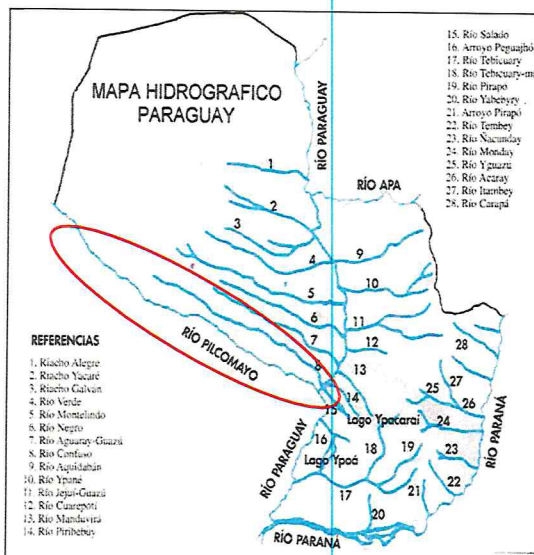 MAPA HIDROGRAFICO
PARAGUAY
RÍO PARAGUAY
RÍO APA
RÍO PILCOMAYO
RÍO PARAGUAY
RÍO PARANÁ
RÍO PARANÁ
Lago Ypacaraí
Lago Ypoá
1
2
3
4
5
6
7
8
9
10
11
12
13
14
15
16
17
18
19
20
21
22
23
24
25
26
27
28
REFERENCIAS
1. Riacho Alegre
2. Riacho Yacaré
3. Riacho Galván
4. Río Verde
5. Río Montelindo
6. Río Negro
7. Río Aguaray-Guazú
8. Río Confuso
9. Río Aquidabán
10. Río Ypané
11. Río Jejuí-Guazú
12. Río Cuarepotí
13. Río Manduvirá
14. Río Piribebuy
15. Río Salado
16. Arroyo Peguajhó
17. Río Tebicuary
18. Río Tebicuary-m
19. Río Pirapo
20. Río Yabebyry
21. Arroyo Pirapó
22. Río Tembey
23. Río Ñacunday
24. Río Monday
25. Río Yguazú
26. Río Acaray
27. Río Itambey
28. Río Carapá